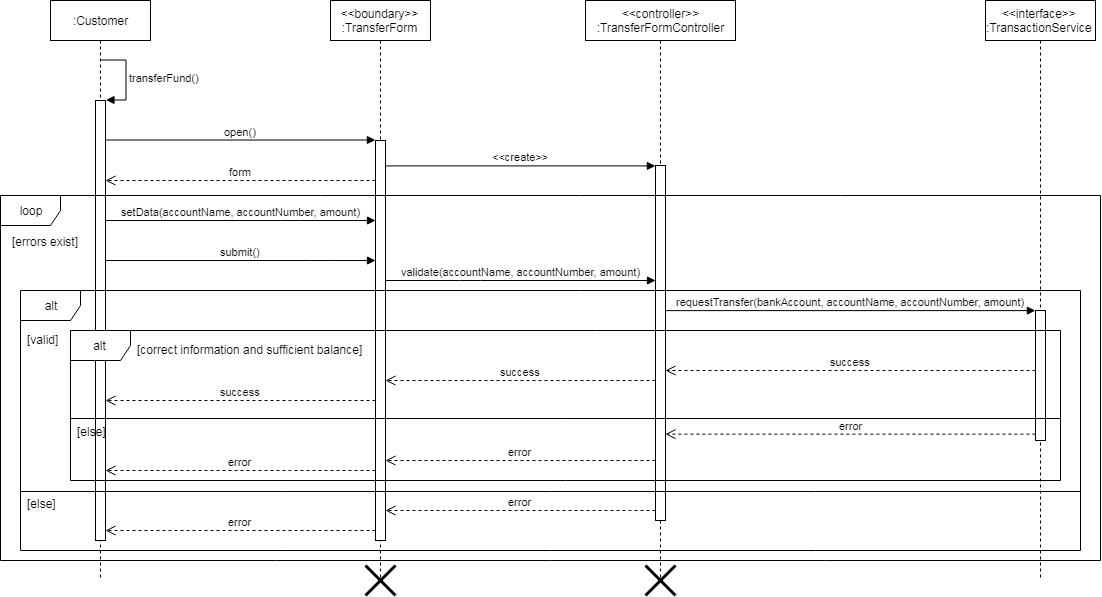 :Customer
<<boundary>>
:TransferForm
<<controller>>
:TransferFormController
<<interface>>
:TransactionService
transferFund()
open()
<<create>>
form
loop
setData(accountName, accountNumber, amount)
[errors exist]
submit()
validate(accountName, accountNumber, amount)
alt
requestTransfer(bankAccount, accountName, accountNumber, amount)
[valid]
alt
[correct information and sufficient balance]
success
success
success
[else]
error
error
error
[else]
error
error